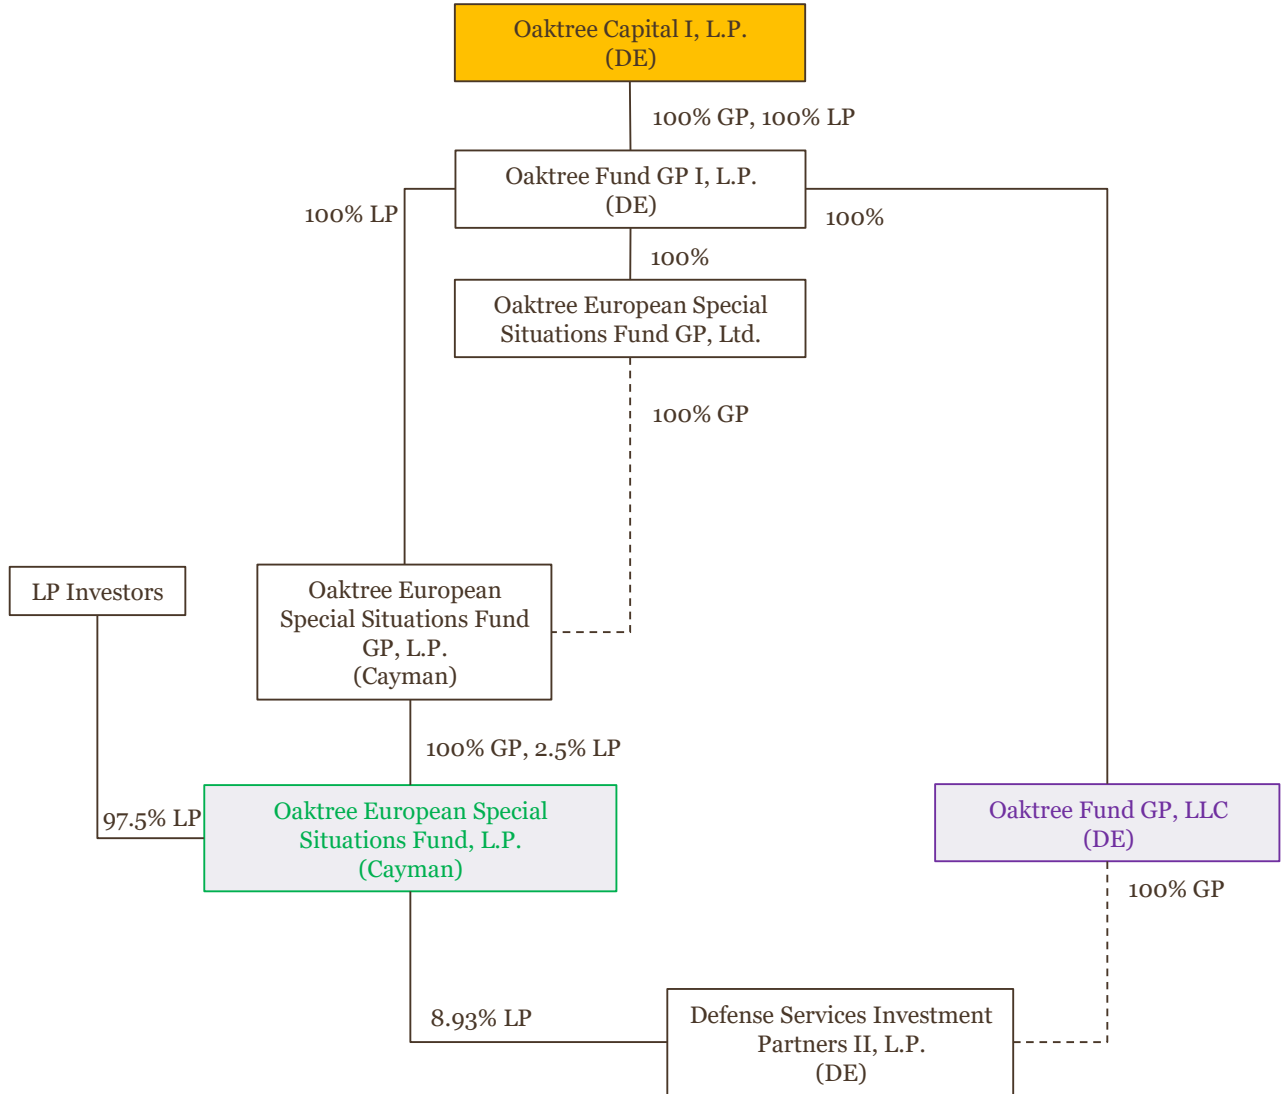 Oaktree Capital I, L.P.
(DE)
100% GP, 100% LP
Oaktree Fund GP I, L.P.
(DE)
100% LP
100%
100%
Oaktree European Special
Situations Fund GP, Ltd.
100% GP
LP Investors
Oaktree European
Special Situations Fund
GP, L.P.
(Cayman)
100% GP, 2.5% LP
97.5% LP
Oaktree European Special
Situations Fund, L.P.
(Cayman)
Oaktree Fund GP, LLC
(DE)
100% GP
8.93% LP
Defense Services Investment
Partners II, L.P.
(DE)